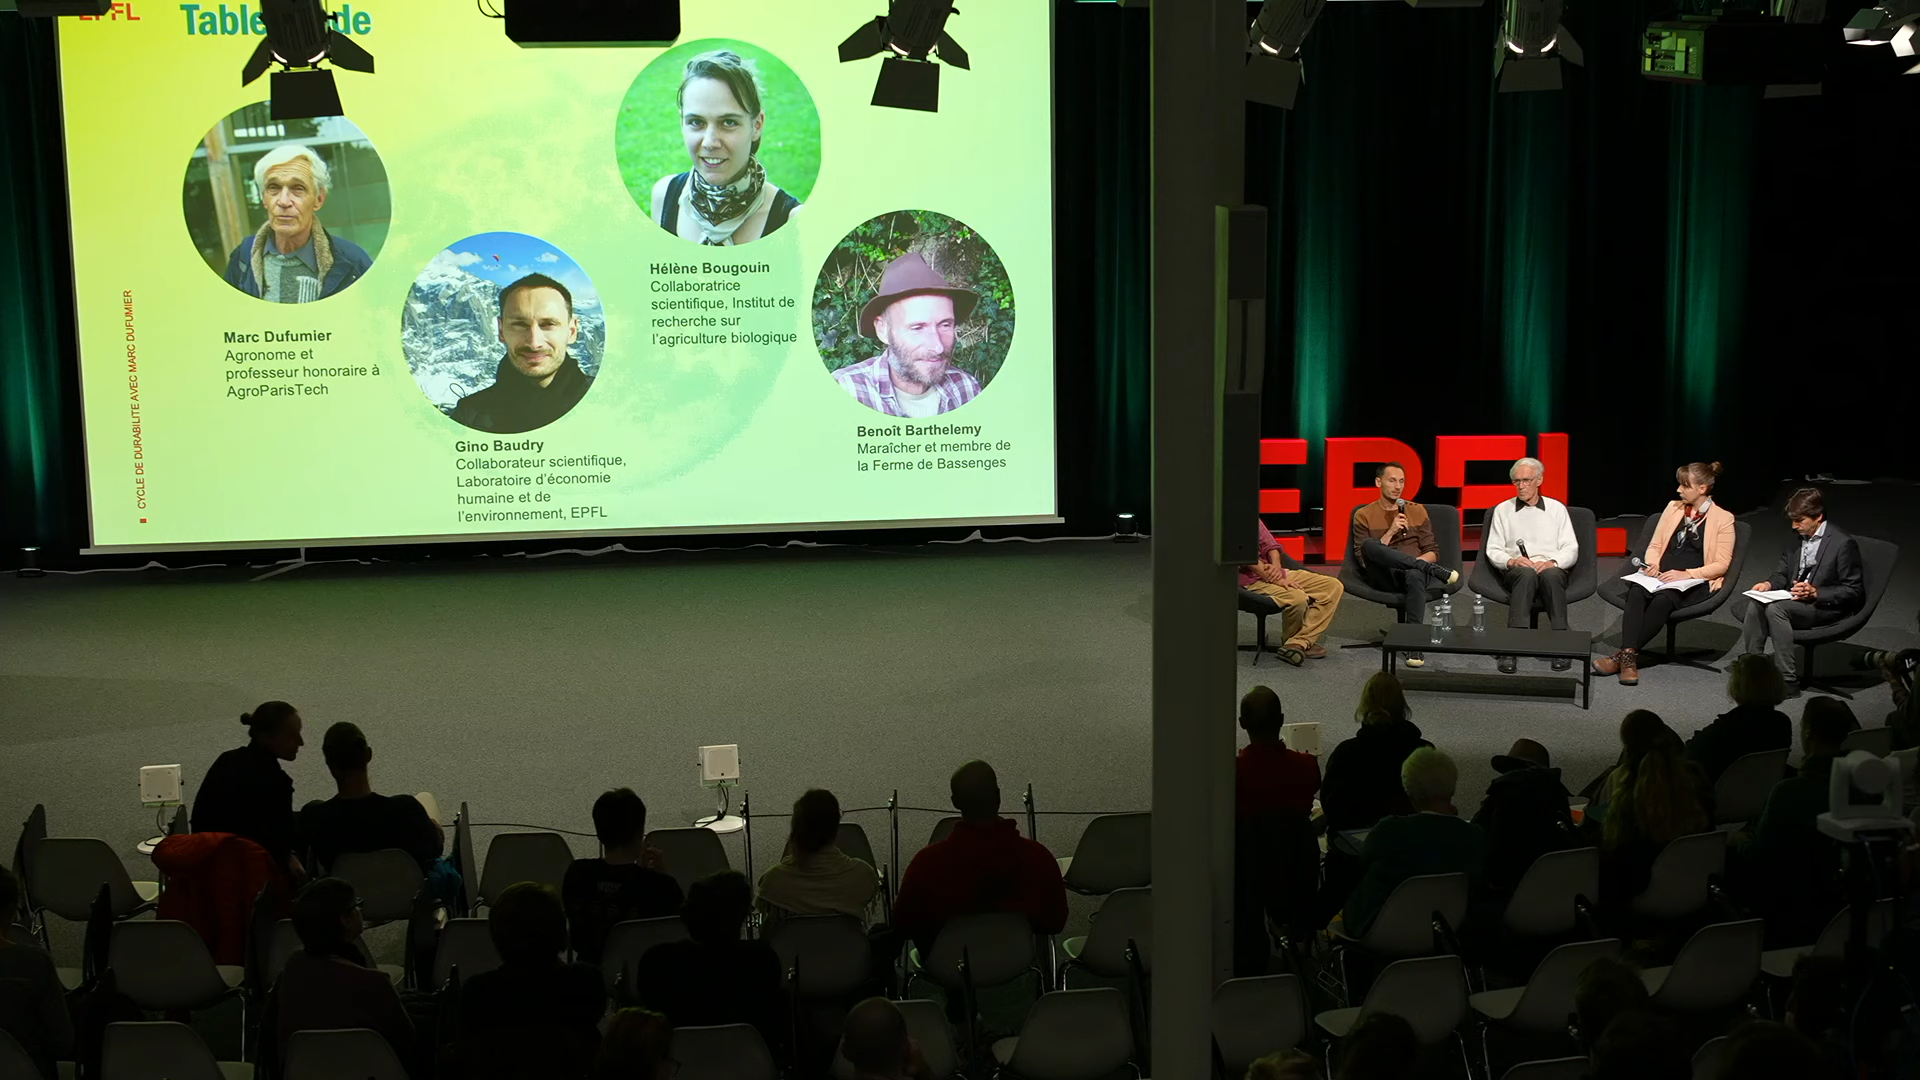 EPFL
Table
de
Marc Dufumier
Agronome et
professeur honoraire à
AgroParisTech
Gino Baudry
Collaborateur scientifique,
Laboratoire d'économie
humaine et de
l'environnement, EPFL
Hélène Bougouin
Collaboratrice
scientifique, Institut de
recherche sur
l'agriculture biologique
Benoît Barthelemy
Maraîcher et membre de
la Ferme de Bassenges
CYCLE DE DURABILITE AVEC MARC DUFUMIER
EPFL